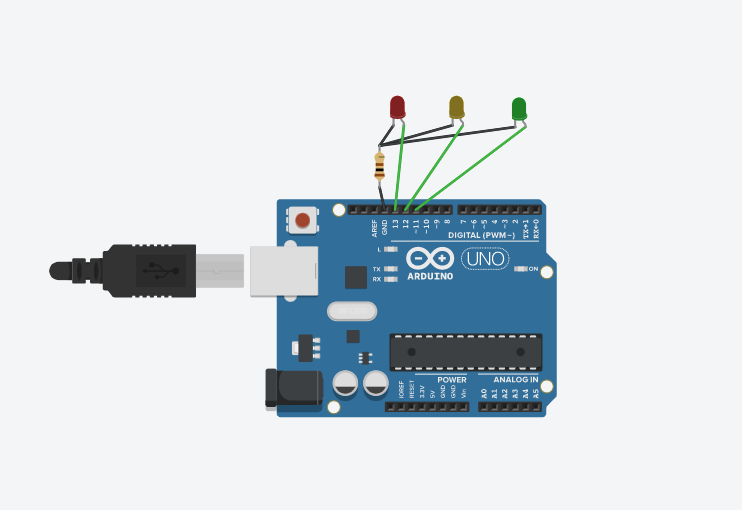 AREF
GND
13
12
~11
~10
~9
8
7
~6
~5
4
~3
2
TX→1
RX←0
L
DIGITAL (PWM~)
TX
RX
UNO
ON
ARDUINO
POWER
ANALOG IN
IOREF
RESET
3.3V
5V
GND
GND
Vin
A0
A1
A2
A3
A4
A5